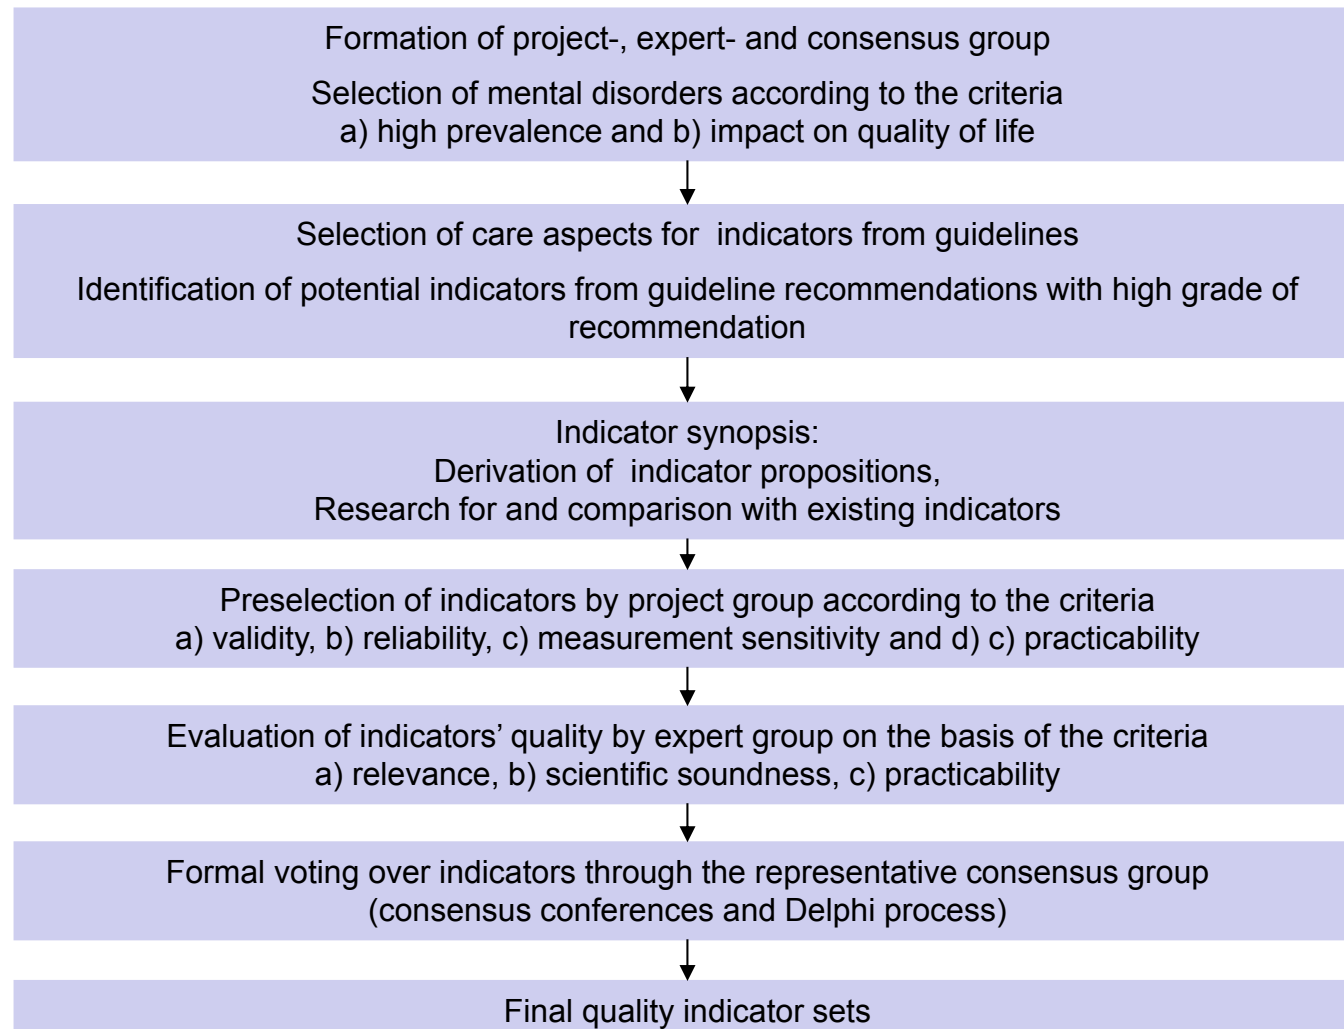 Formation of project-, expert- and consensus group
Selection of mental disorders according to the criteria
a) high prevalence and b) impact on quality of life
Selection of care aspects for  indicators from guidelines
Identification of potential indicators from guideline recommendations with high grade of
recommendation
Indicator synopsis:
Derivation of  indicator propositions,
Research for and comparison with existing indicators
Preselection of indicators by project group according to the criteria
a) validity, b) reliability, c) measurement sensitivity and d) c) practicability
Evaluation of indicators’ quality by expert group on the basis of the criteria
a) relevance, b) scientific soundness, c) practicability
Formal voting over indicators through the representative consensus group
(consensus conferences and Delphi process)
Final quality indicator sets